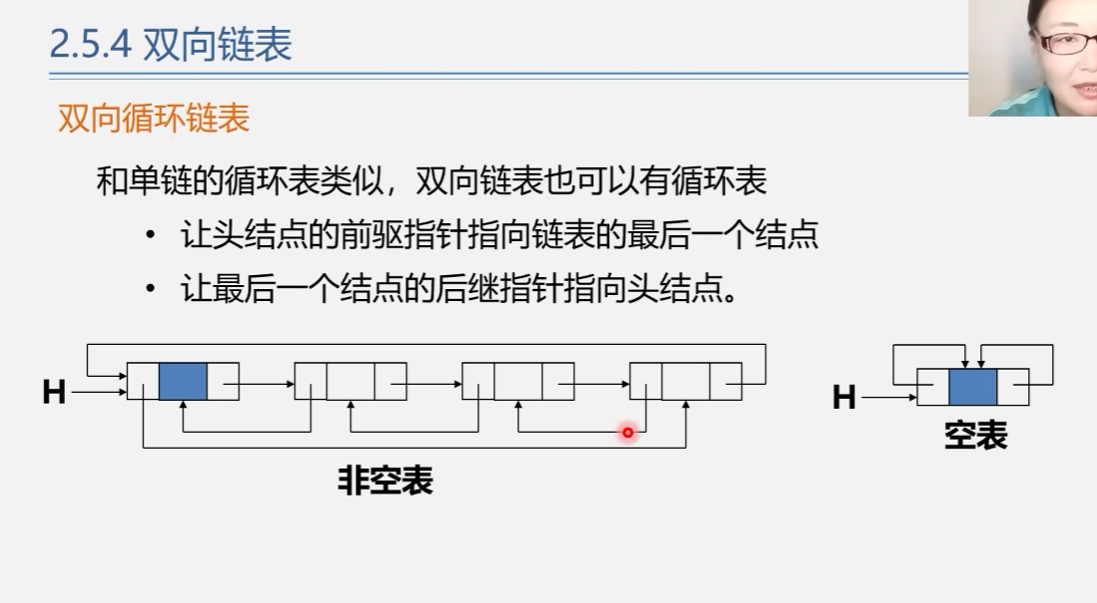 2.5.4 双向链表
双向循环链表
和单链的循环表类似，双向链表也可以有循环表
• 让头结点的前驱指针指向链表的最后一个结点
• 让最后一个结点的后继指针指向头结点。
H
H
非空表
空表